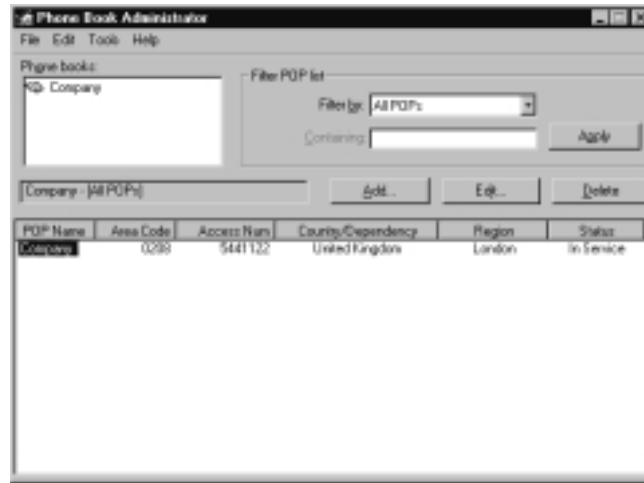 Phone Book Administrator
File Edit Tools Help
Phone books:
Company
Filter POP list
Filter by: All POPs
Containing:
Apply
Company - (All POPs)
Add...
Edit...
Delete
POP Name Area Code Access Num Country/Dependency Region Status
Company 0208 5441122 United Kingdom London In Service